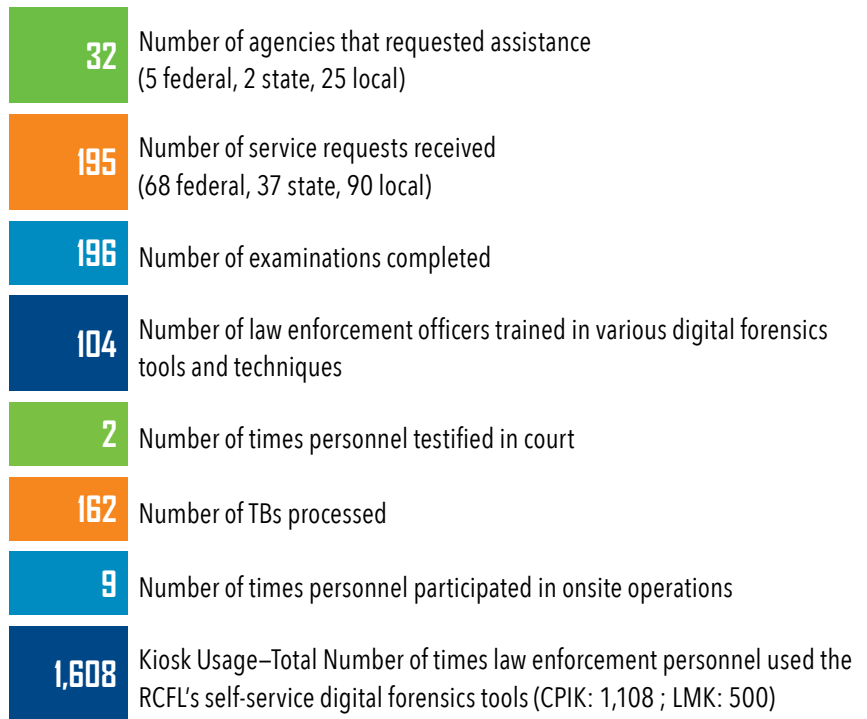 32
Number of agencies that requested assistance
(5 federal, 2 state, 25 local)
195
Number of service requests received
(68 federal, 37 state, 90 local)
196
Number of examinations completed
104
Number of law enforcement officers trained in various digital forensics
tools and techniques
2
Number of times personnel testified in court
162
Number of TBs processed
9
Number of times personnel participated in onsite operations
1,608
Kiosk Usage—Total Number of times law enforcement personnel used the
RCFL's self-service digital forensics tools (CPIK: 1,108 ; LMK: 500)